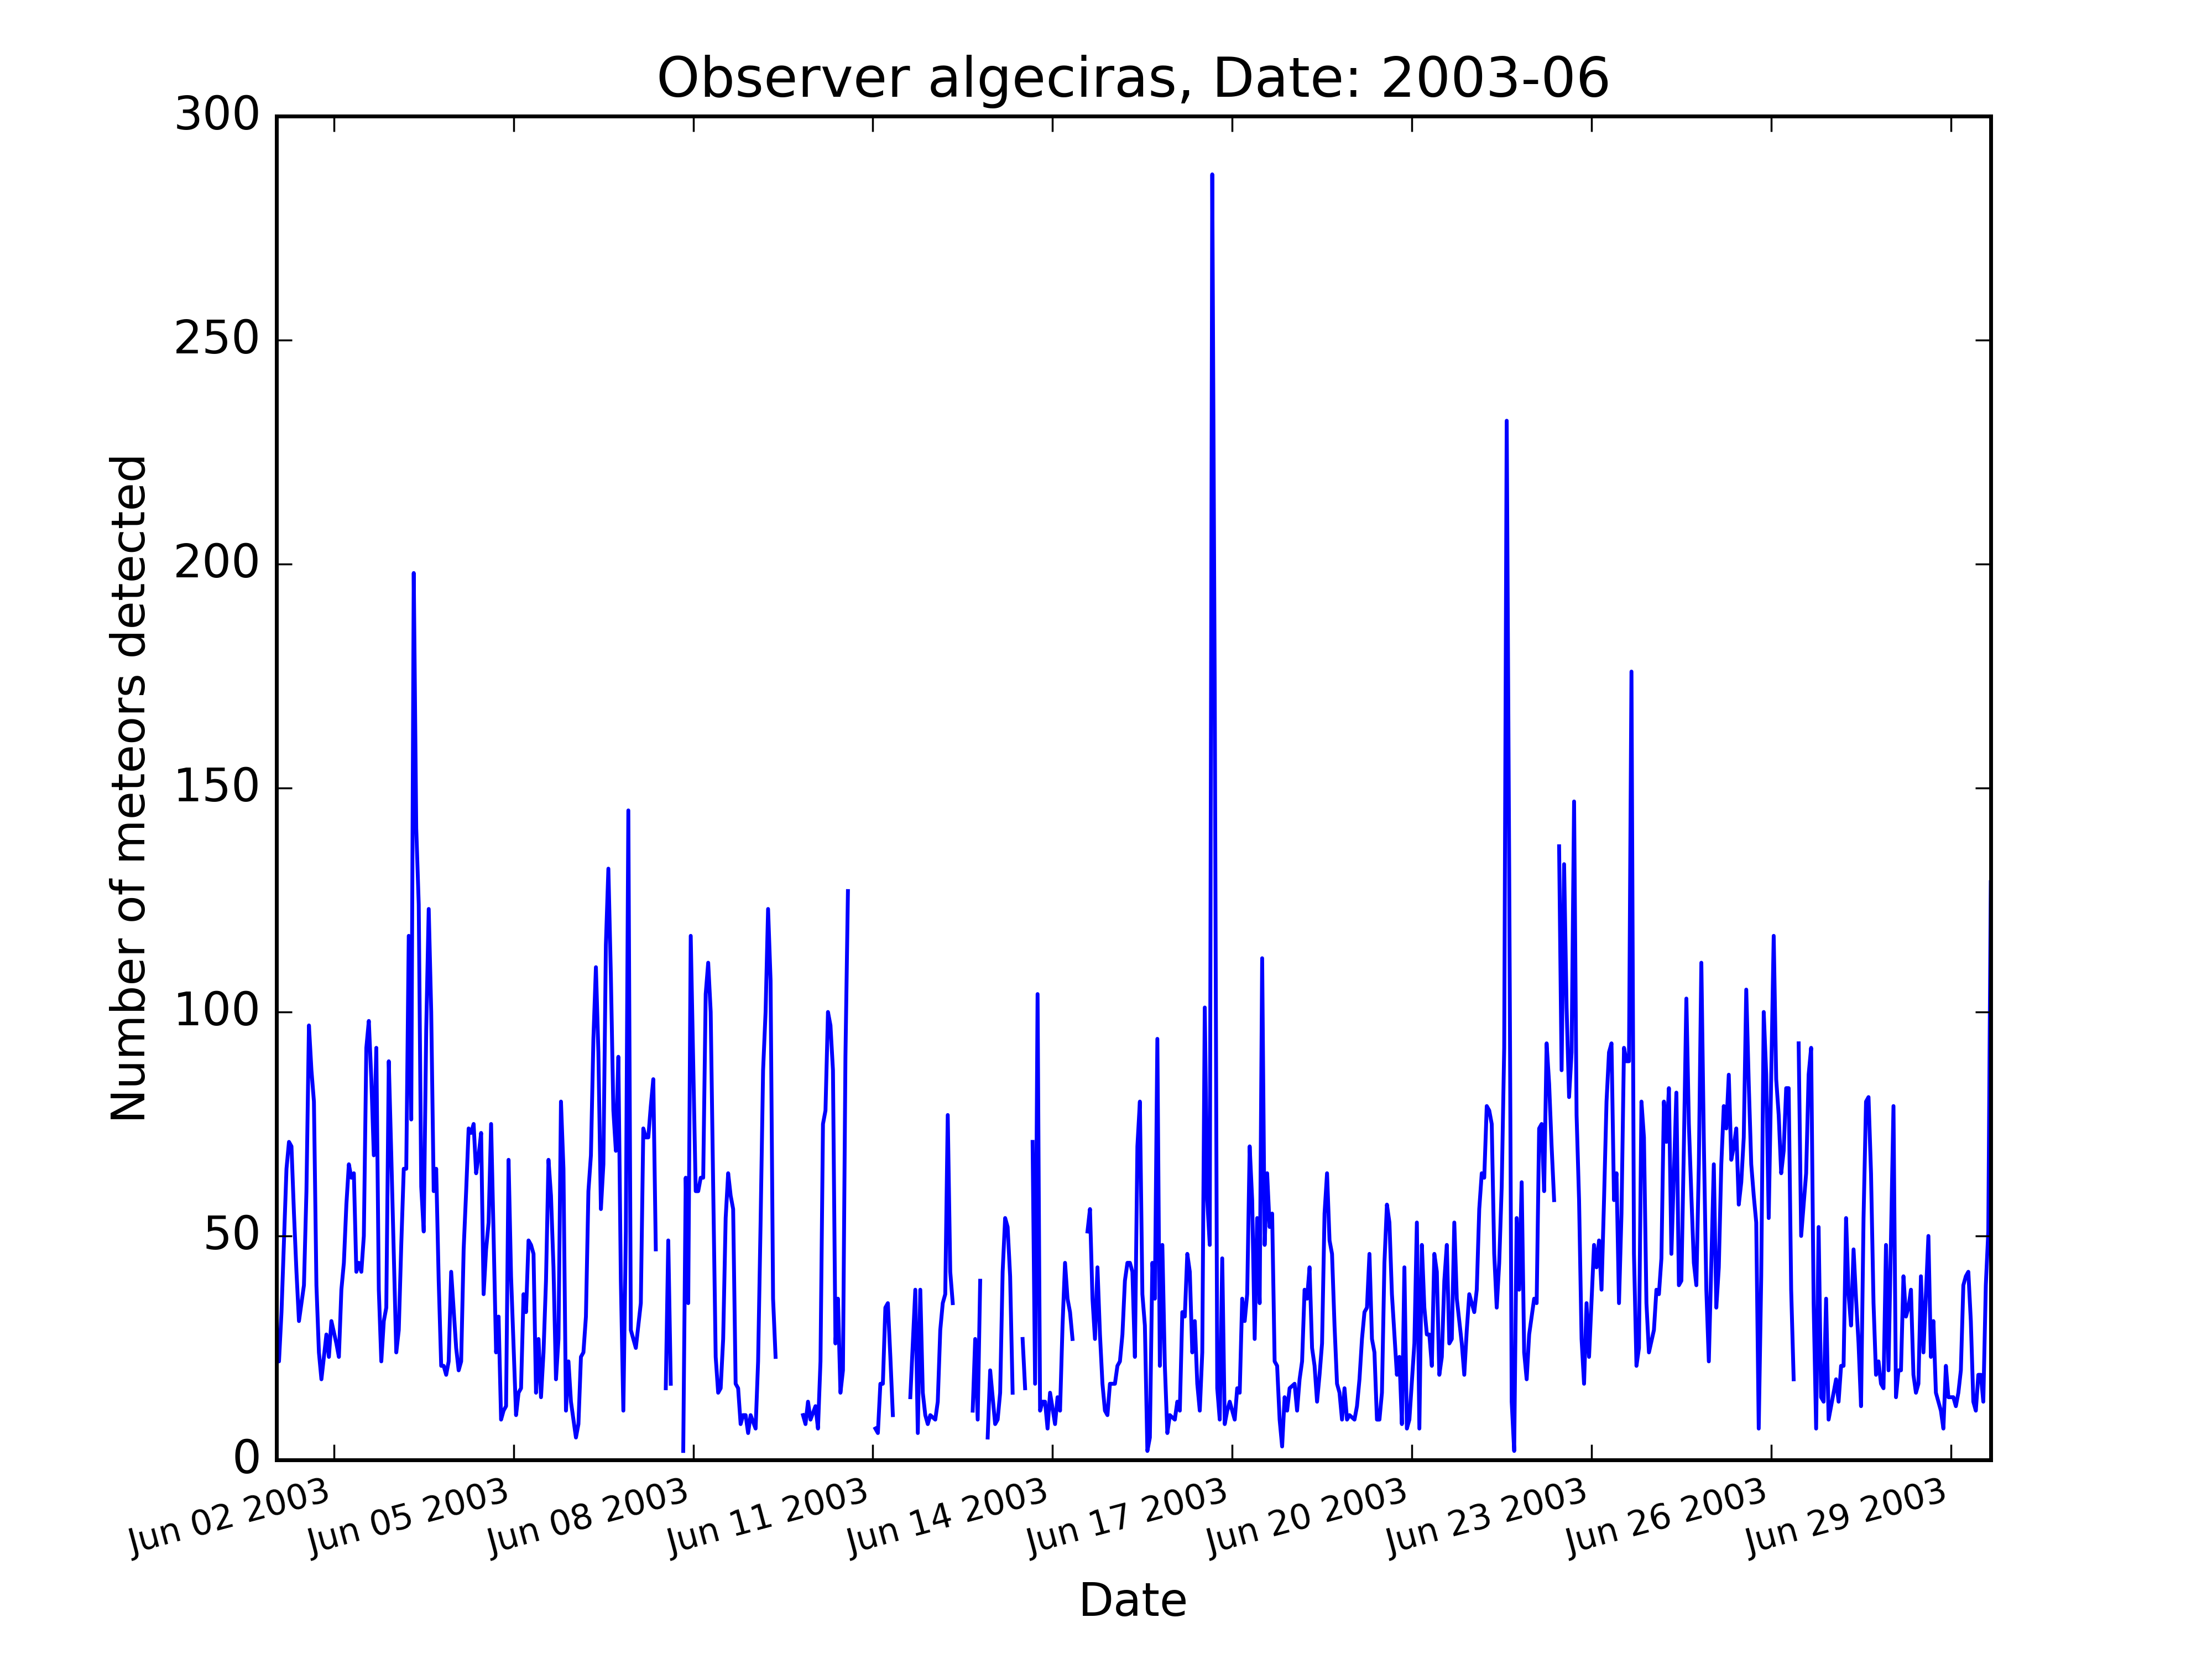 Observer algeciras, Date: 2003-06
Number of meteors detected
300
250
200
150
100
50
0
Jun 02 2003
Jun 05 2003
Jun 08 2003
Jun 11 2003
Jun 14 2003
Jun 17 2003
Jun 20 2003
Jun 23 2003
Jun 26 2003
Jun 29 2003
Date